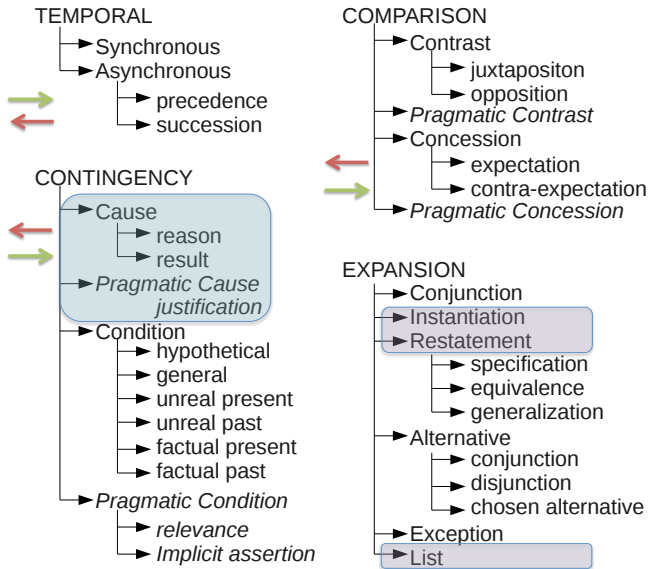 TEMPORAL
Synchronous
Asynchronous
precedence
succession
CONTINGENCY
Cause
reason
result
Pragmatic Cause
justification
Condition
hypothetical
general
unreal present
unreal past
factual present
factual past
Pragmatic Condition
relevance
Implicit assertion
COMPARISON
Contrast
juxtapositon
opposition
Pragmatic Contrast
Concession
expectation
contra-expectation
Pragmatic Concession
EXPANSION
Conjunction
Instantiation
Restatement
specification
equivalence
generalization
Alternative
conjunction
disjunction
chosen alternative
Exception
List